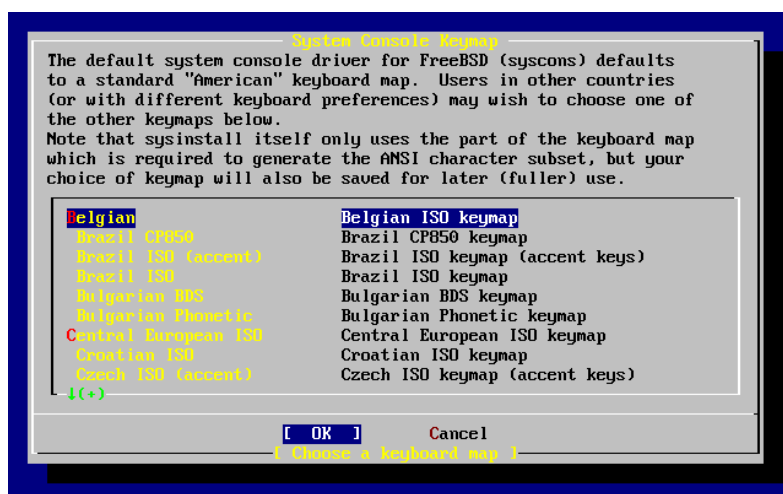 System Console Keymap
The default system console driver for FreeBSD (syscons) defaults
to a standard "American" keyboard map.  Users in other countries
(or with different keyboard preferences) may wish to choose one of
the other keymaps below.
Note that sysinstall itself only uses the part of the keyboard map
which is required to generate the ANSI character subset, but your
choice of keymap will also be saved for later (fuller) use.
Belgian Belgian ISO keymap
Brazil CP850 Brazil CP850 keymap
Brazil ISO (accent) Brazil ISO keymap (accent keys)
Brazil ISO Brazil ISO keymap
Bulgarian BDS Bulgarian BDS keymap
Bulgarian Phonetic Bulgarian Phonetic keymap
Central European ISO Central European ISO keymap
Croatian ISO Croatian ISO keymap
Czech ISO (accent) Czech ISO keymap (accent keys)
↓(+)
[ OK ] Cancel
[ Choose a keyboard map ]